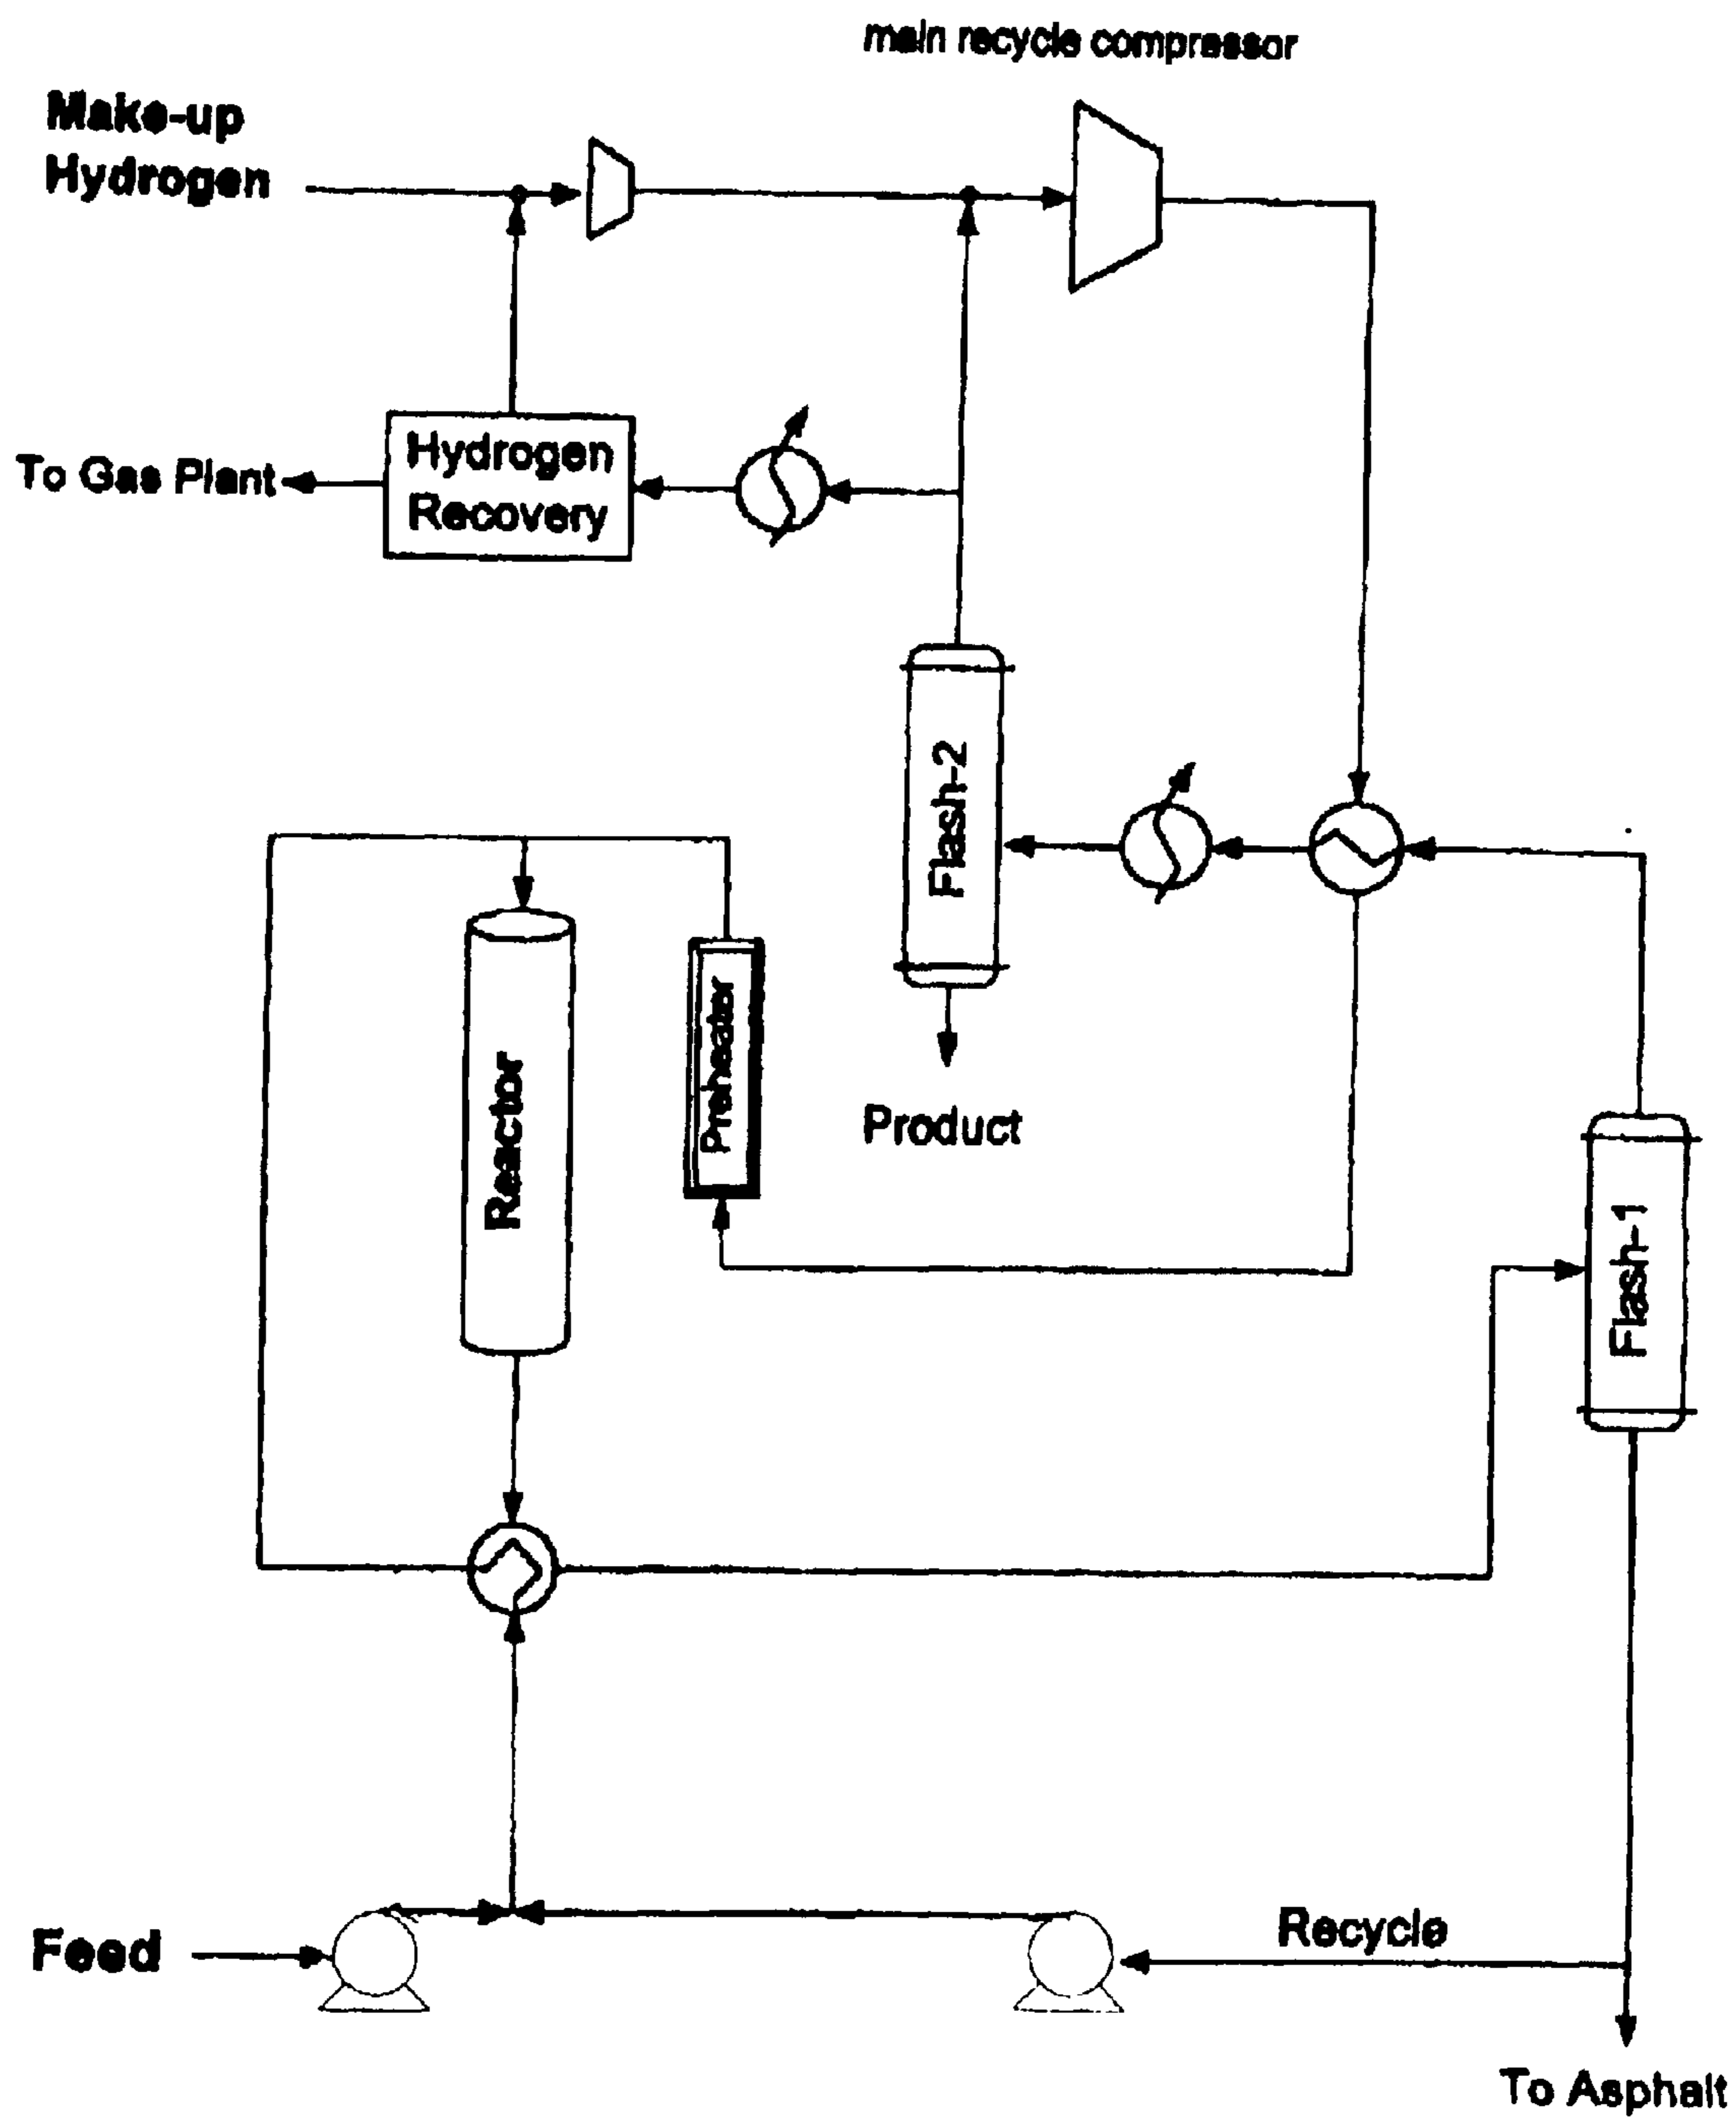 main recycle compressor
Make-up
Hydrogen
Hydrogen
Recovery
To Gas Plant
Flash-2
Reactor
Preheater
Product
Flash-1
Feed
Recycle
To Asphalt